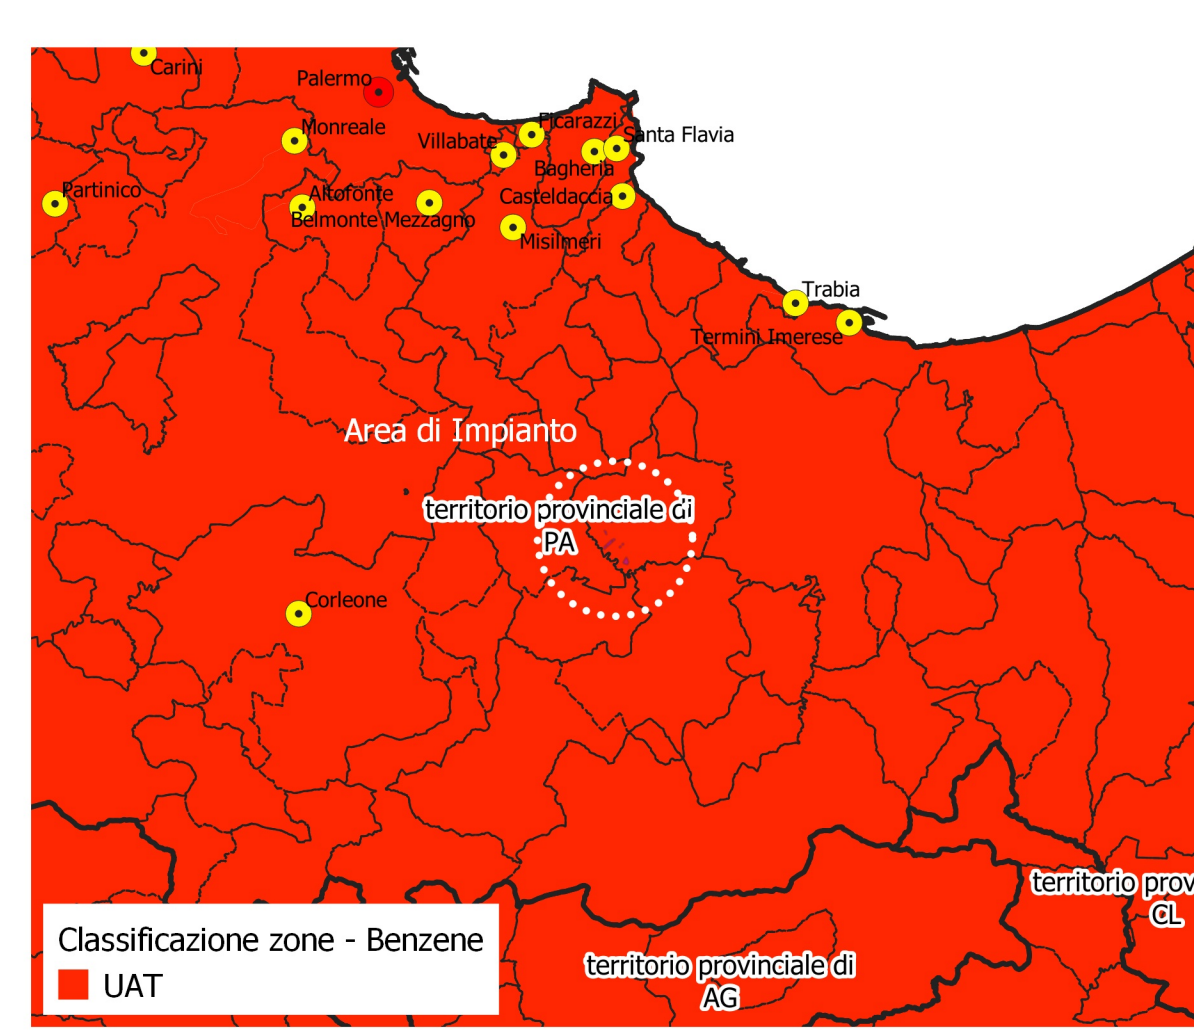 Carini
Palermo
Monreale
Villabate
Ficarazzi
Santa Flavia
Bagheria
Partinico
Altofonte
Casteldaccia
Belmonte Mezzagno
Misilmeri
Trabia
Termini Imerese
Area di Impianto
territorio provinciale di
PA
Corleone
territorio prov
CL
territorio provinciale di
AG
Classificazione zone - Benzene
UAT